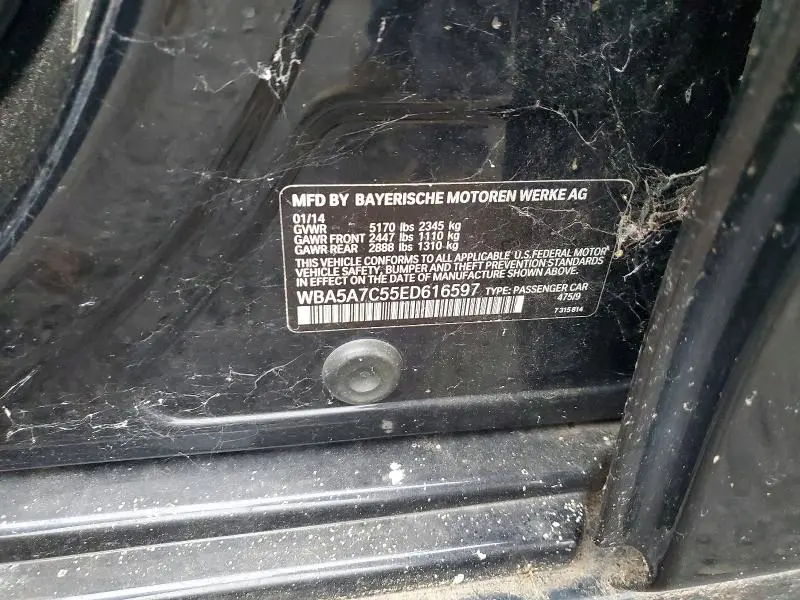 MFD BY BAYERISCHE MOTOREN WERKE AG
01/14
GVWR 5170 lbs 2345 kg
GAWR FRONT 2447 lbs 1110 kg
GAWR REAR 2888 lbs 1310 kg
THIS VEHICLE CONFORMS TO ALL APPLICABLE U.S.FEDERAL MOTOR
VEHICLE SAFETY, BUMPER AND THEFT PREVENTION STANDARDS
IN EFFECT ON THE DATE OF MANUFACTURE SHOWN ABOVE.
WBA5A7C55ED616597 TYPE: PASSENGER CAR
475/9
7 315 814